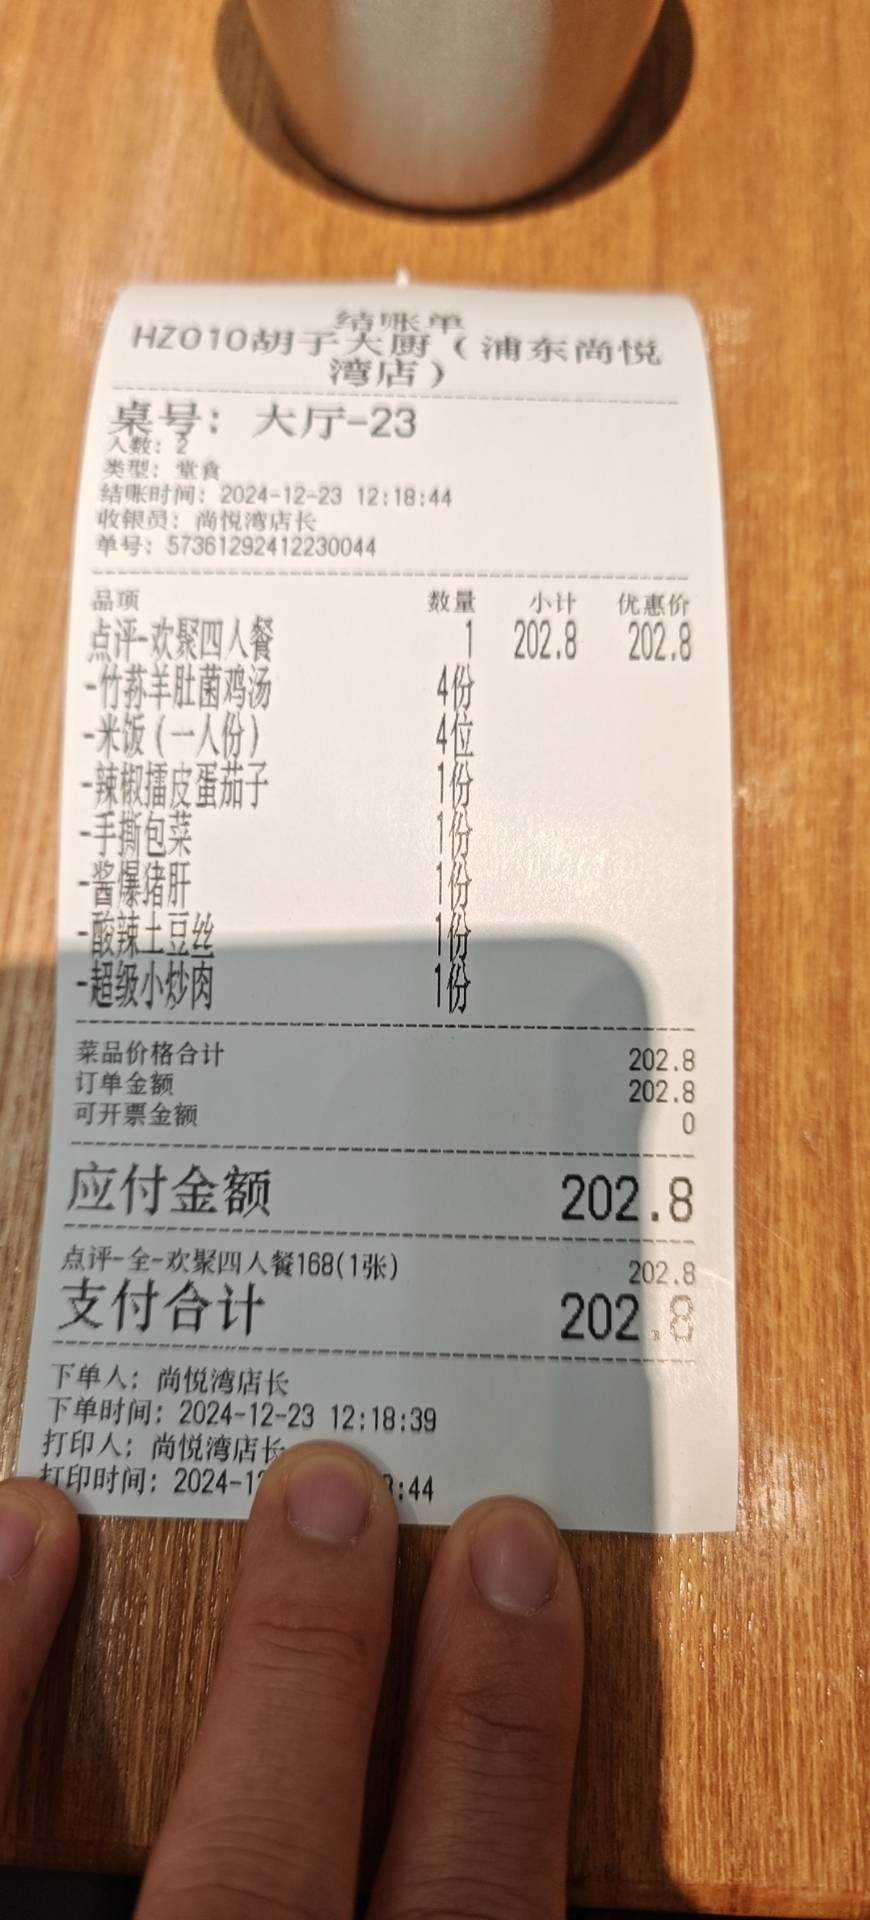 结账单
HZ010胡子大厨（浦东尚悦
湾店）
桌号：大厅-23
人数：2
类型：堂食
结账时间：2024-12-23 12:18:44
收银员：尚悦湾店长
单号：57361292412230044
品项 数量 小计 优惠价
点评-欢聚四人餐 1 202.8 202.8
-竹荪羊肚菌鸡汤 4份
-米饭（一人份） 4位
-辣椒擂皮蛋茄子 1份
-手撕包菜 1份
-酱爆猪肝 1份
-酸辣土豆丝 1份
-超级小炒肉 1份
菜品价格合计 202.8
订单金额 202.8
可开票金额 0
应付金额 202.8
点评-全-欢聚四人餐168(1张) 202.8
支付合计 202.8
下单人：尚悦湾店长
下单时间：2024-12-23 12:18:39
打印人：尚悦湾店长
打印时间：2024-1 :44